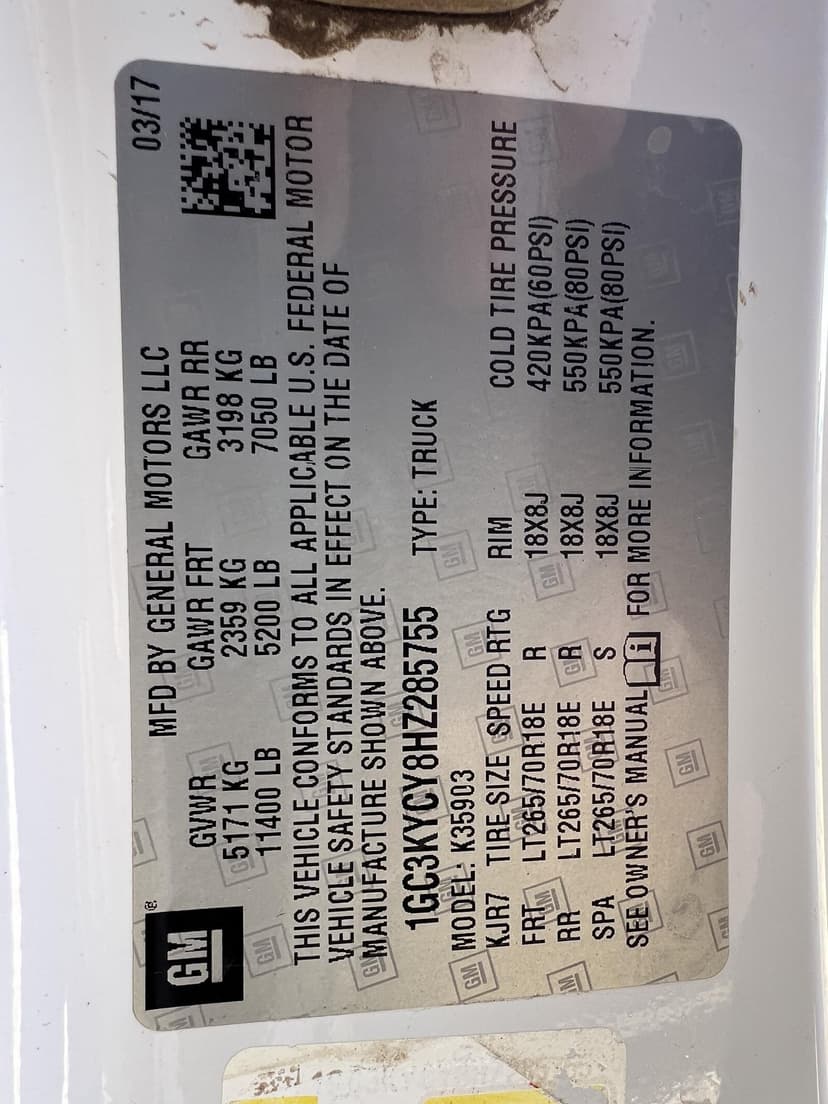 GM
MFD BY GENERAL MOTORS LLC 03/17
GVWR GAWR FRT GAWR RR
5171 KG 2359 KG 3198 KG
11400 LB 5200 LB 7050 LB
THIS VEHICLE CONFORMS TO ALL APPLICABLE U.S. FEDERAL MOTOR
VEHICLE SAFETY STANDARDS IN EFFECT ON THE DATE OF
MANUFACTURE SHOWN ABOVE.
1GC3KYCY8HZ285755 TYPE: TRUCK
MODEL: K35903
KJR7 TIRE SIZE SPEED RTG RIM COLD TIRE PRESSURE
FRT LT265/70R18E R 18X8J 420KPA(60PSI)
RR LT265/70R18E R 18X8J 550KPA(80PSI)
SPA LT265/70R18E S 18X8J 550KPA(80PSI)
SEE OWNER'S MANUAL FOR MORE INFORMATION.